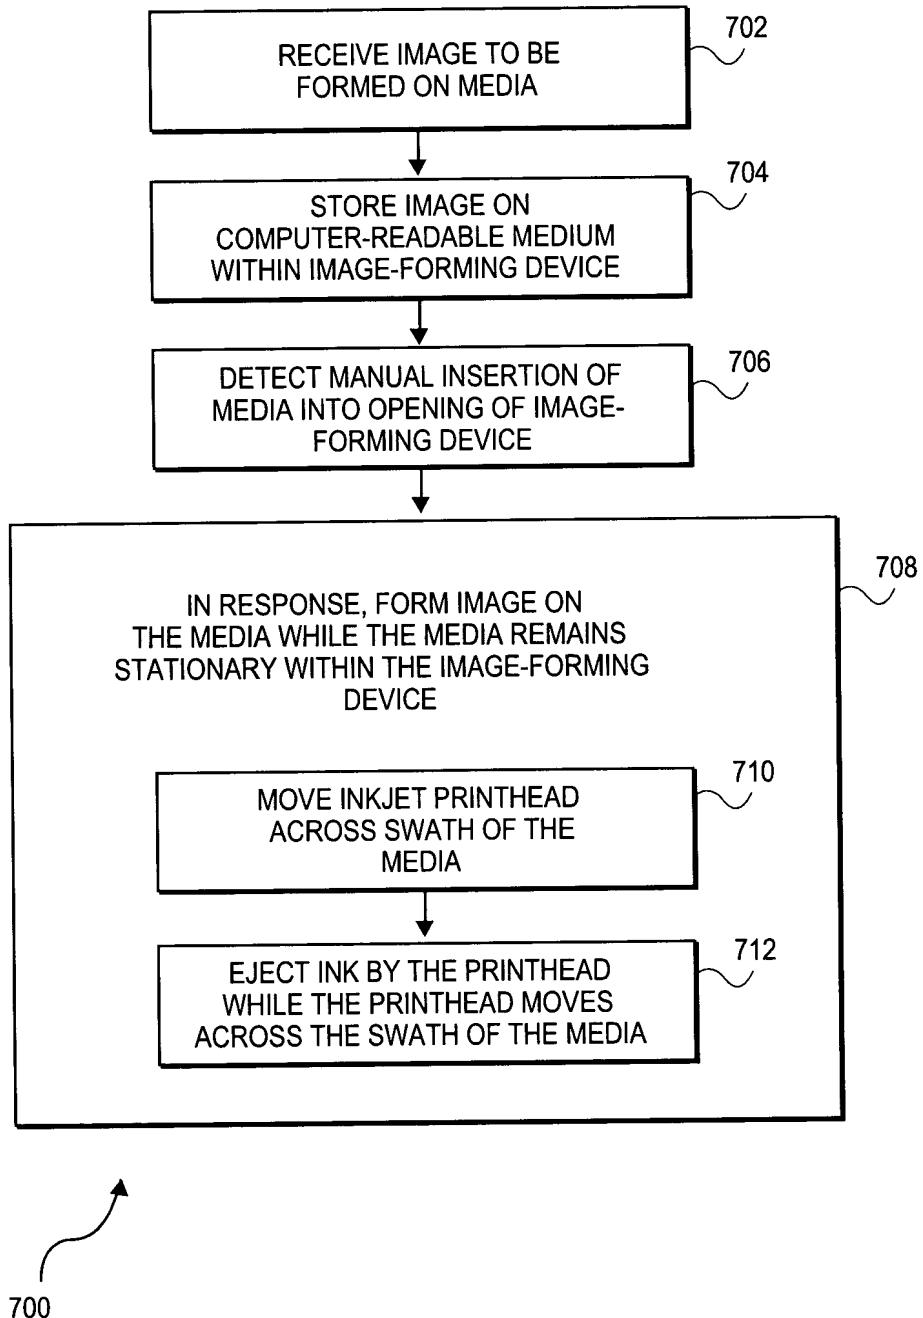 702
RECEIVE IMAGE TO BE
FORMED ON MEDIA
704
STORE IMAGE ON
COMPUTER-READABLE MEDIUM
WITHIN IMAGE-FORMING DEVICE
706
DETECT MANUAL INSERTION OF
MEDIA INTO OPENING OF IMAGE-
FORMING DEVICE
708
IN RESPONSE, FORM IMAGE ON
THE MEDIA WHILE THE MEDIA REMAINS
STATIONARY WITHIN THE IMAGE-FORMING
DEVICE
710
MOVE INKJET PRINTHEAD
ACROSS SWATH OF THE
MEDIA
712
EJECT INK BY THE PRINTHEAD
WHILE THE PRINTHEAD MOVES
ACROSS THE SWATH OF THE MEDIA
700